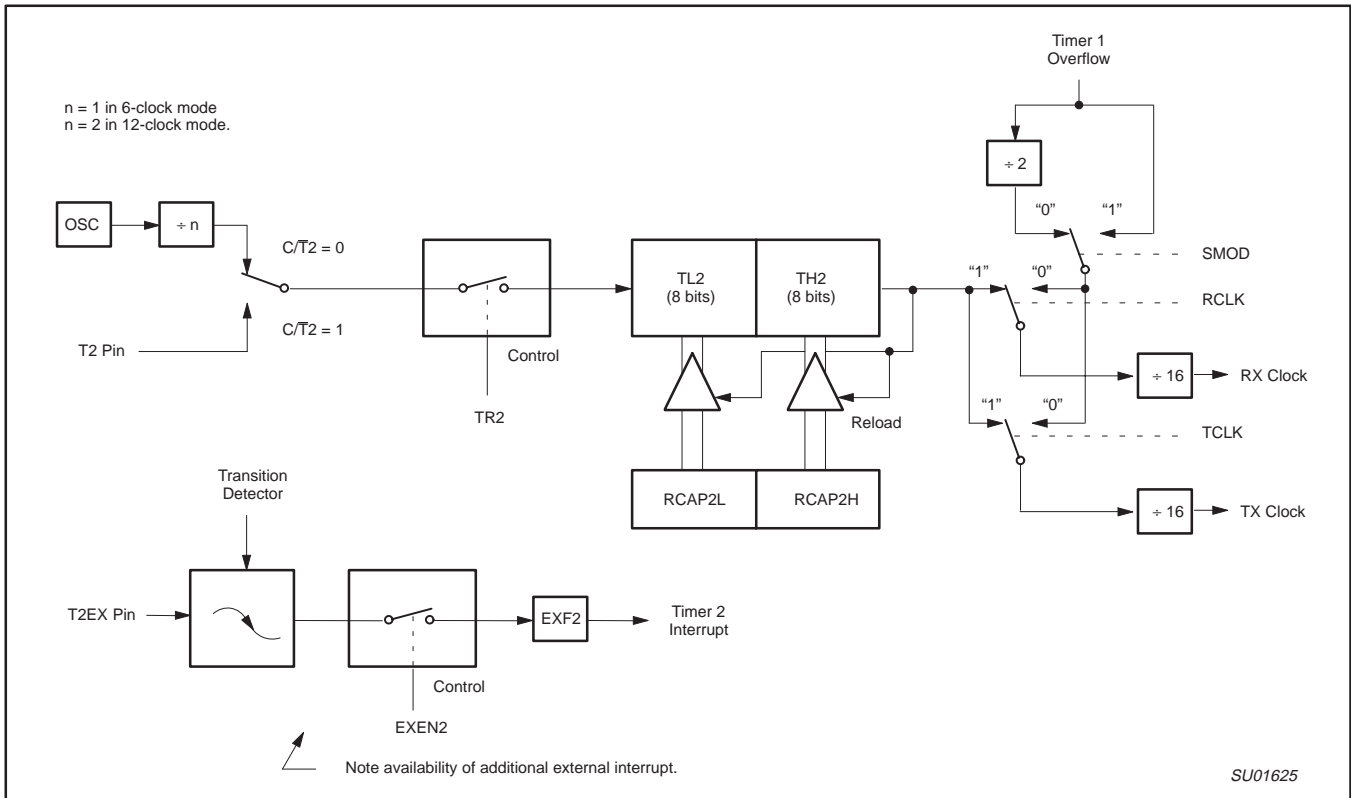 Timer 1
Overflow
n = 1 in 6-clock mode
n = 2 in 12-clock mode.
÷ 2
“0”
“1”
OSC
÷ n
C/T̅2 = 0
TL2
(8 bits)
TH2
(8 bits)
SMOD
“1”
“0”
RCLK
C/T̅2 = 1
T2 Pin
Control
÷ 16
RX Clock
TR2
Reload
“1”
“0”
TCLK
Transition
Detector
RCAP2L
RCAP2H
÷ 16
TX Clock
T2EX Pin
EXF2
Timer 2
Interrupt
Control
EXEN2
Note availability of additional external interrupt.
SU01625